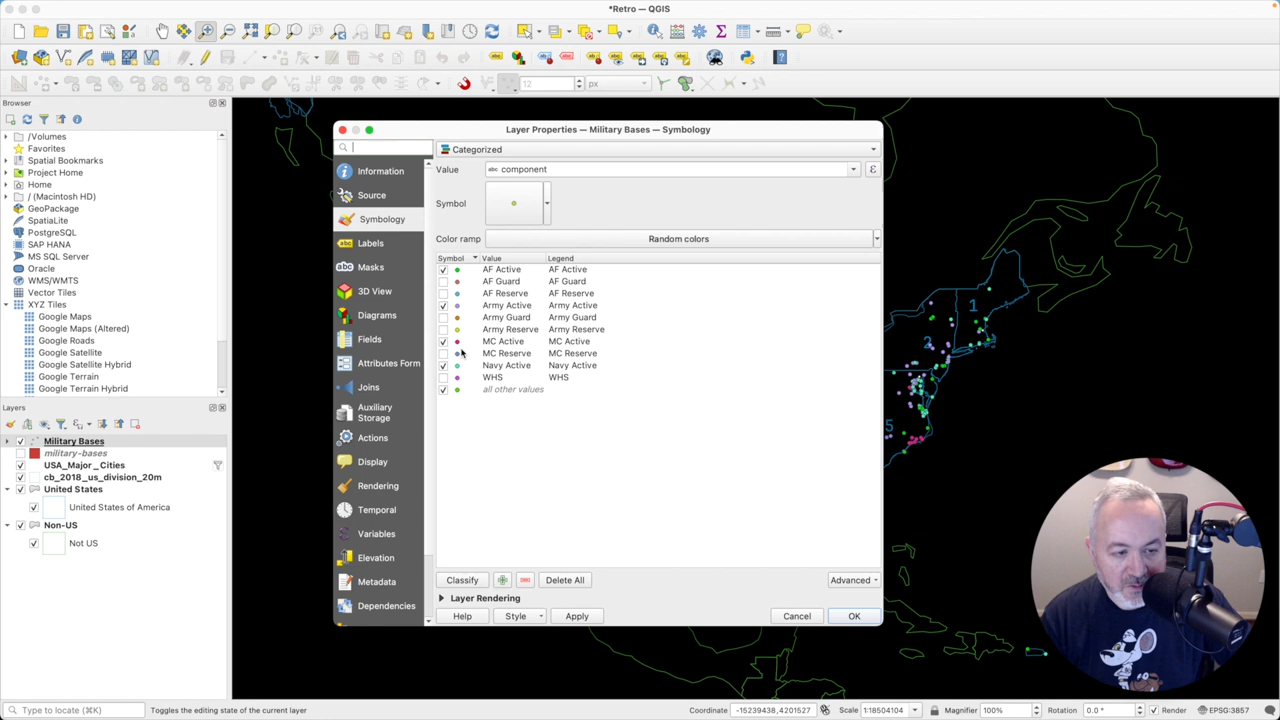 *Retro — QGIS
12
px
Browser
/Volumes
Favorites
Spatial Bookmarks
Project Home
Home
/ (Macintosh HD)
GeoPackage
SpatiaLite
PostgreSQL
SAP HANA
MS SQL Server
Oracle
WMS/WMTS
Vector Tiles
XYZ Tiles
Google Maps
Google Maps (Altered)
Google Roads
Google Satellite
Google Satellite Hybrid
Google Terrain
Google Terrain Hybrid
Layers
Military Bases
military-bases
USA_Major_Cities
cb_2018_us_division_20m
United States
United States of America
Non-US
Not US
Layer Properties — Military Bases — Symbology
Information
Source
Symbology
Labels
Masks
3D View
Diagrams
Fields
Attributes Form
Joins
Auxiliary
Storage
Actions
Display
Rendering
Temporal
Variables
Elevation
Metadata
Dependencies
Categorized
Value abc component
Symbol
Color ramp Random colors
Symbol Value Legend
AF Active AF Active
AF Guard AF Guard
AF Reserve AF Reserve
Army Active Army Active
Army Guard Army Guard
Army Reserve Army Reserve
MC Active MC Active
MC Reserve MC Reserve
Navy Active Navy Active
WHS WHS
all other values
Classify Delete All Advanced
Layer Rendering
Help Style Apply Cancel OK
1
2
5
Type to locate (⌘K) Toggles the editing state of the current layer Coordinate -15239438,4201527 Scale 1:18504104 Magnifier 100% Rotation 0.0 ° Render EPSG:3857